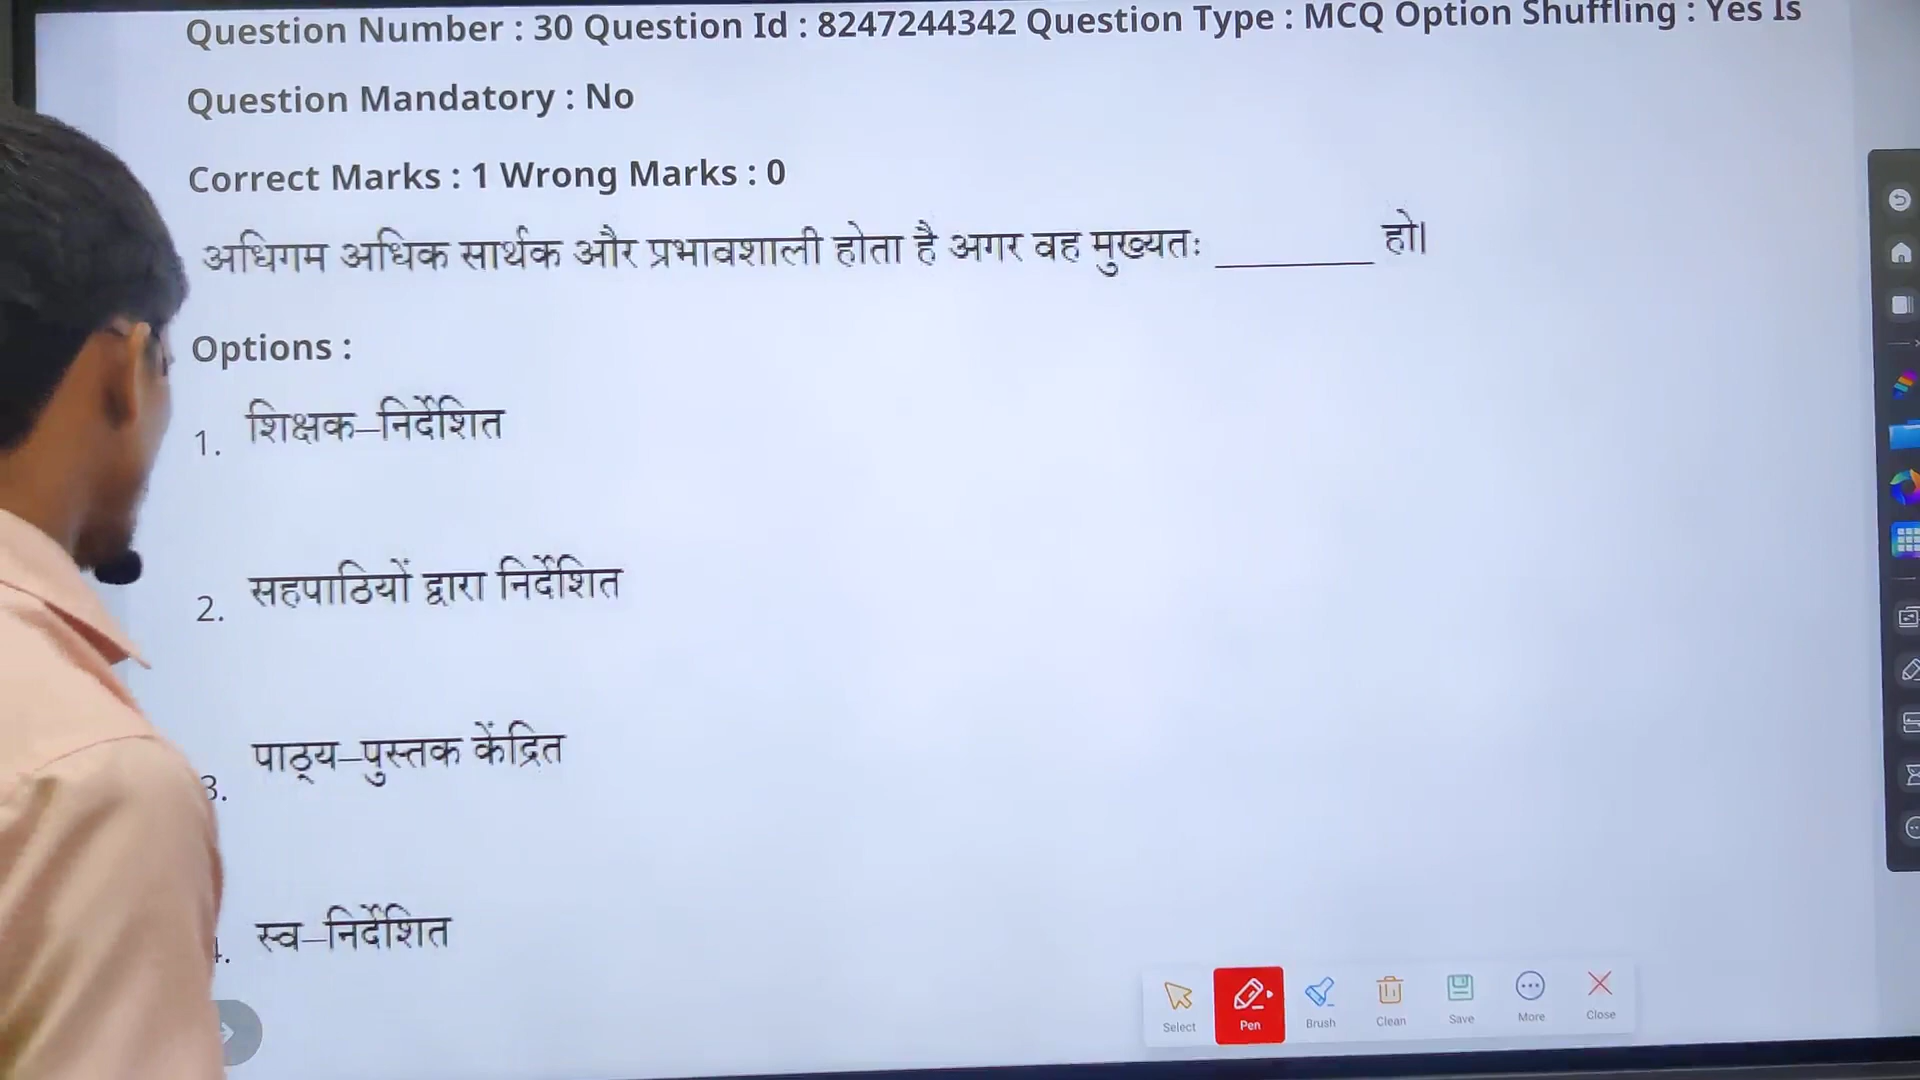 Question Number : 30 Question Id : 8247244342 Question Type : MCQ Option Shuffling : Yes Is
Question Mandatory : No
Correct Marks : 1 Wrong Marks : 0
अधिगम अधिक सार्थक और प्रभावशाली होता है अगर वह मुख्यतः ________ हो।
Options :
1. शिक्षक–निर्देशित
2. सहपाठियों द्वारा निर्देशित
3. पाठ्य–पुस्तक केंद्रित
4. स्व–निर्देशित
Select Pen Brush Clean Save More Close